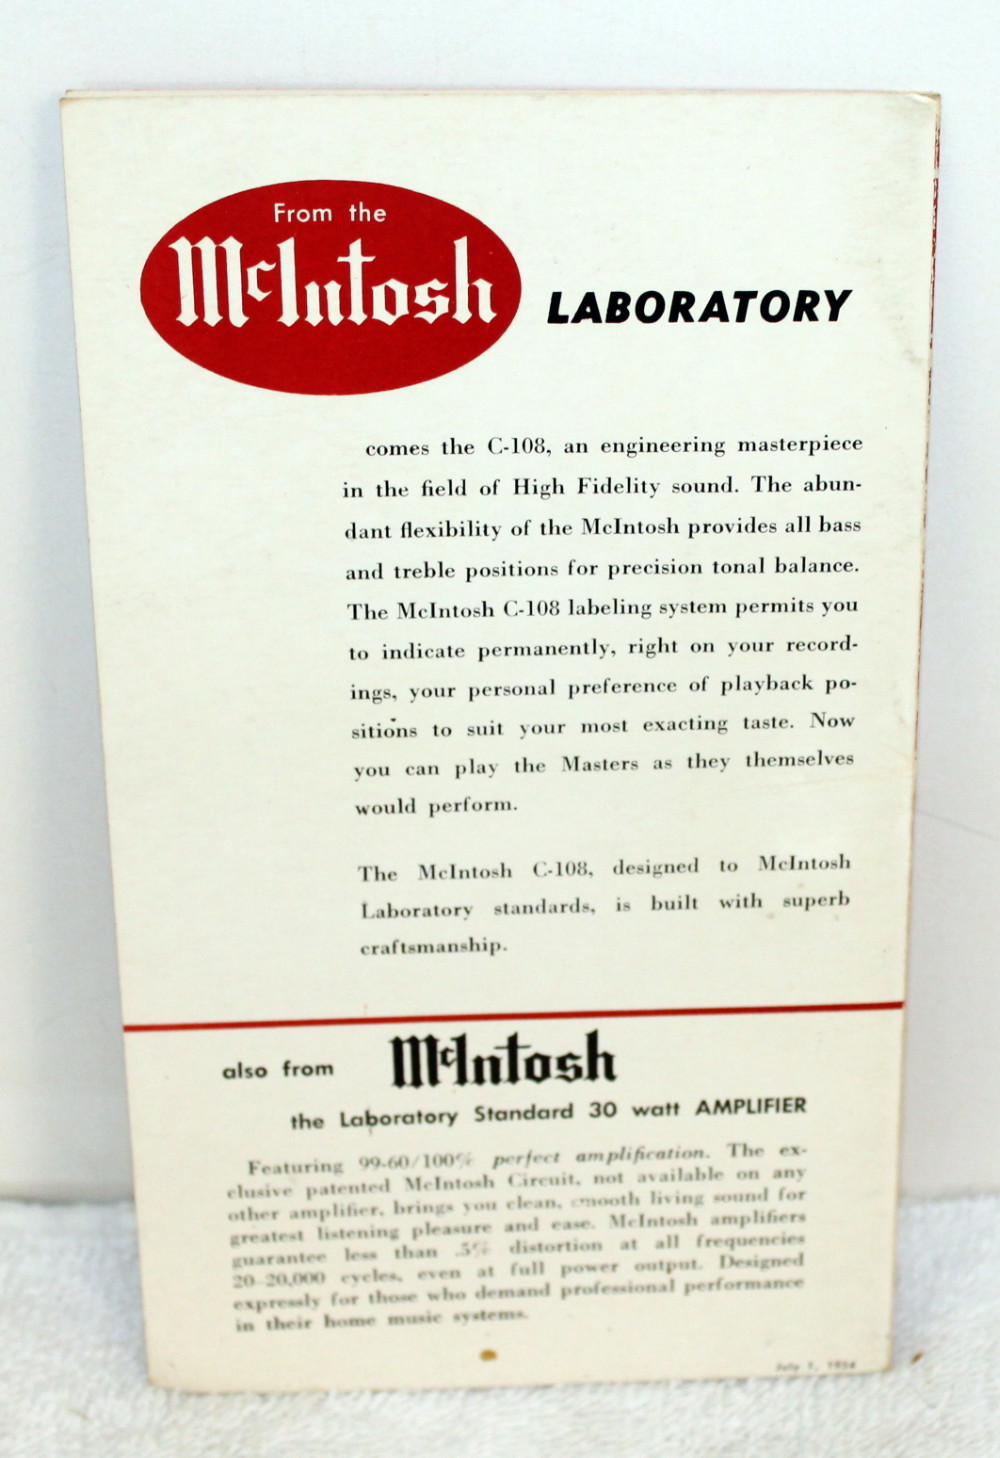 From the
McIntosh
LABORATORY
comes the C-108, an engineering masterpiece
in the field of High Fidelity sound. The abun-
dant flexibility of the McIntosh provides all bass
and treble positions for precision tonal balance.
The McIntosh C-108 labeling system permits you
to indicate permanently, right on your record-
ings, your personal preference of playback po-
sitions to suit your most exacting taste. Now
you can play the Masters as they themselves
would perform.
The McIntosh C-108, designed to McIntosh
Laboratory standards, is built with superb
craftsmanship.
also from McIntosh
the Laboratory Standard 30 watt AMPLIFIER
Featuring 99-60/100% perfect amplification. The ex-
clusive patented McIntosh Circuit, not available on any
other amplifier, brings you clean, smooth living sound for
greatest listening pleasure and ease. McIntosh amplifiers
guarantee less than .5% distortion at all frequencies
20-20,000 cycles, even at full power output. Designed
expressly for those who demand professional performance
in their home music systems.
July 1, 1954